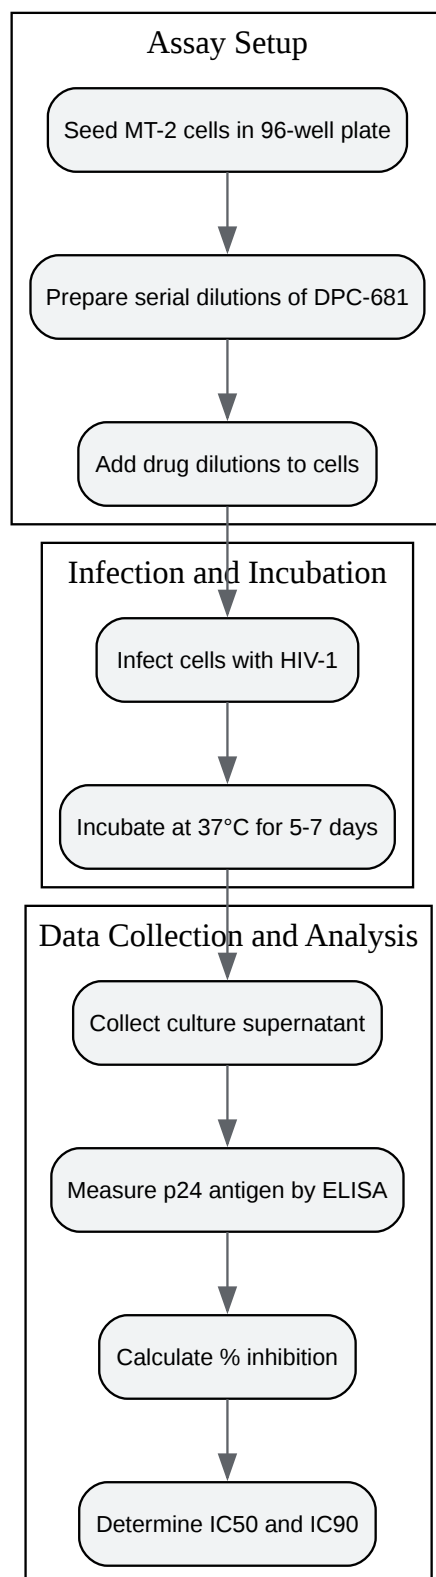 Assay Setup
Seed MT-2 cells in 96-well plate
Prepare serial dilutions of DPC-681
Add drug dilutions to cells
Infection and Incubation
Infect cells with HIV-1
Incubate at 37°C for 5-7 days
Data Collection and Analysis
Collect culture supernatant
Measure p24 antigen by ELISA
Calculate % inhibition
Determine IC50 and IC90